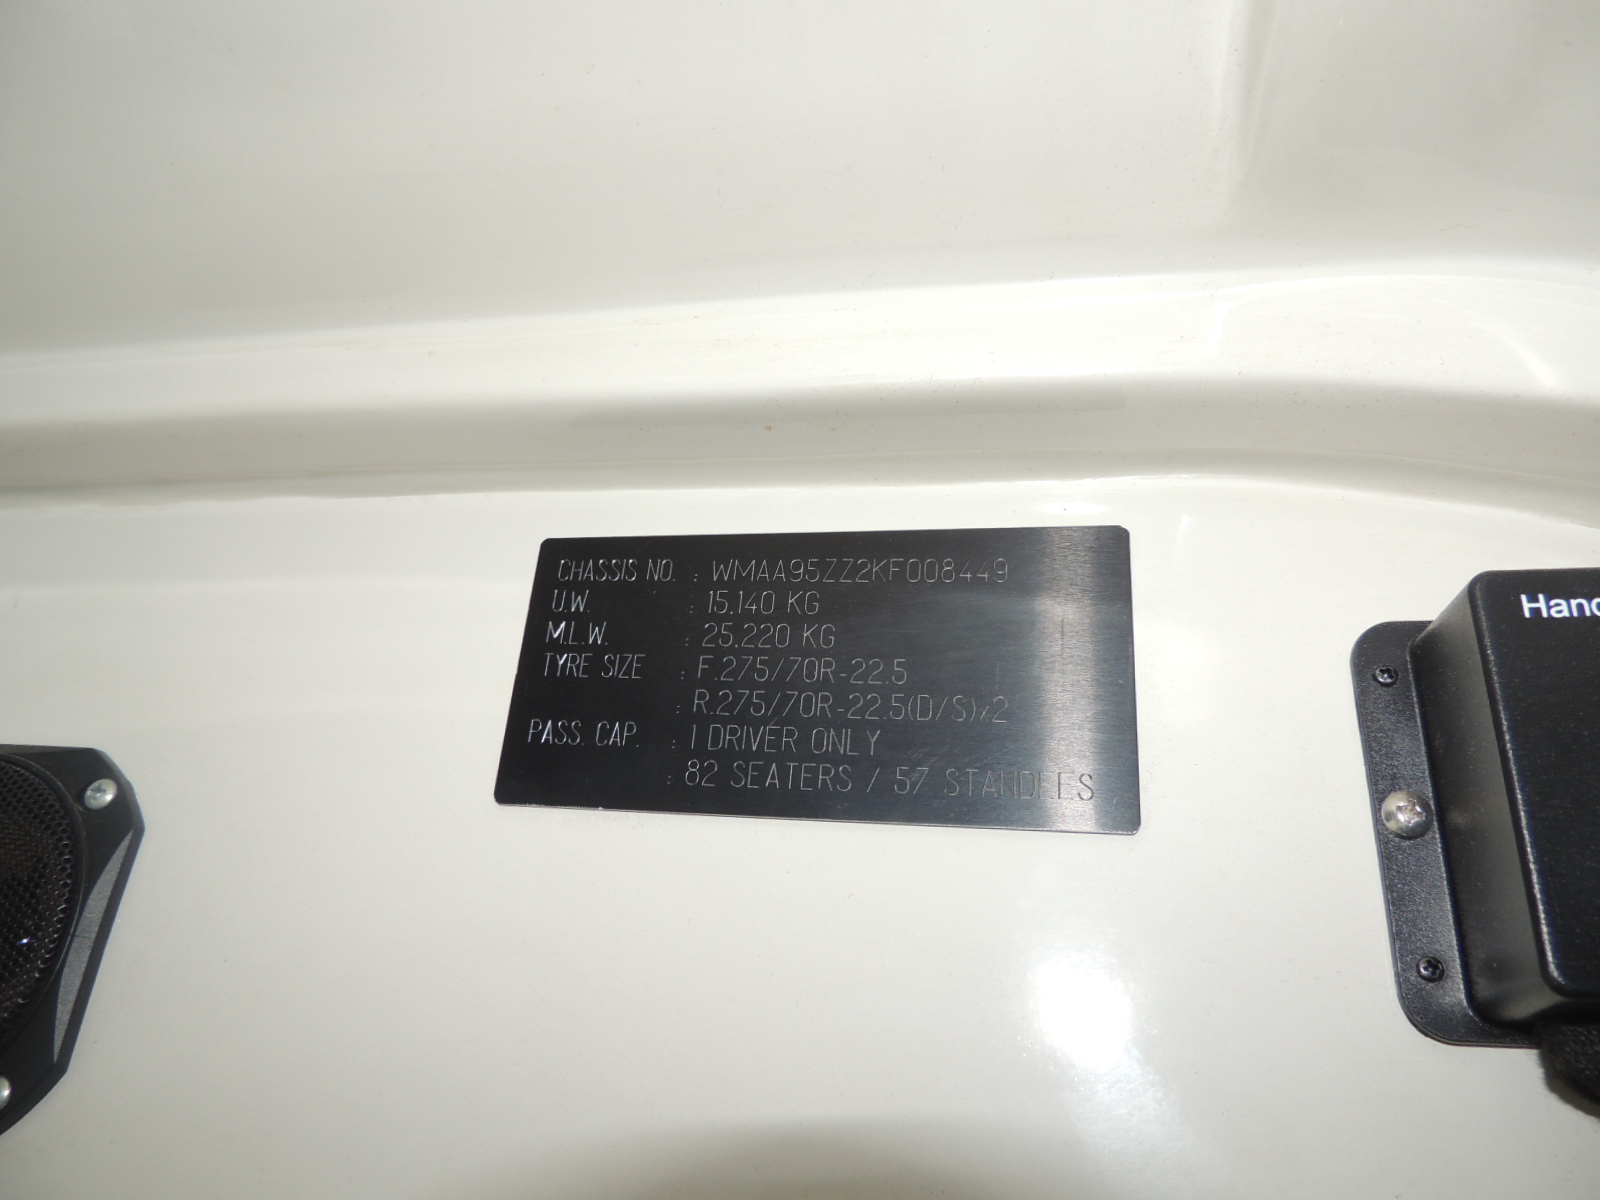 CHASSIS NO. : WMAA95ZZ2KF008449
U.W. : 15.140 KG
M.L.W. : 25.220 KG
TYRE SIZE : F.275/70R-22.5
: R.275/70R-22.5(D/S)x2
PASS. CAP. : 1 DRIVER ONLY
: 82 SEATERS / 57 STANDEES